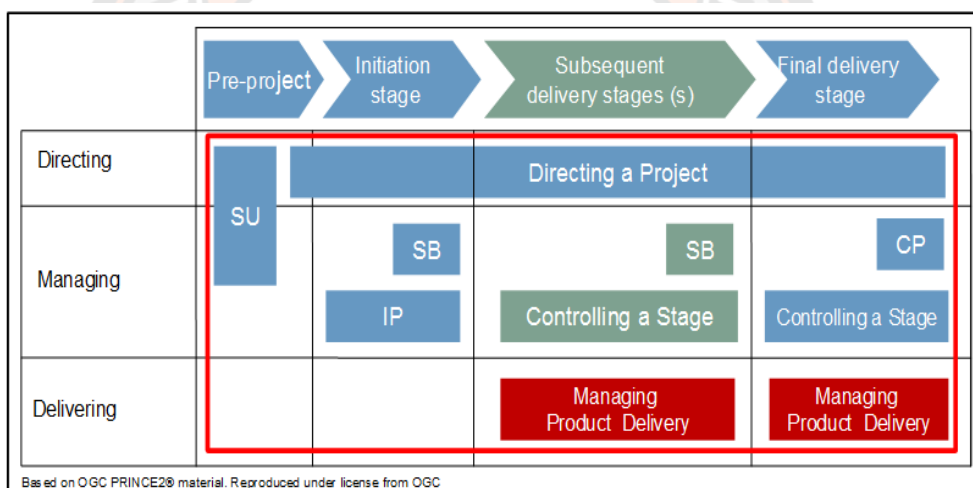 Pre-project
Initiation
stage
Subsequent
delivery stages (s)
Final delivery
stage
Directing
SU
Directing a Project
Managing
SB
SB
CP
IP
Controlling a Stage
Controlling a Stage
Delivering
Managing
Product Delivery
Managing
Product Delivery
Based on OGC PRINCE2® material. Reproduced under license from OGC